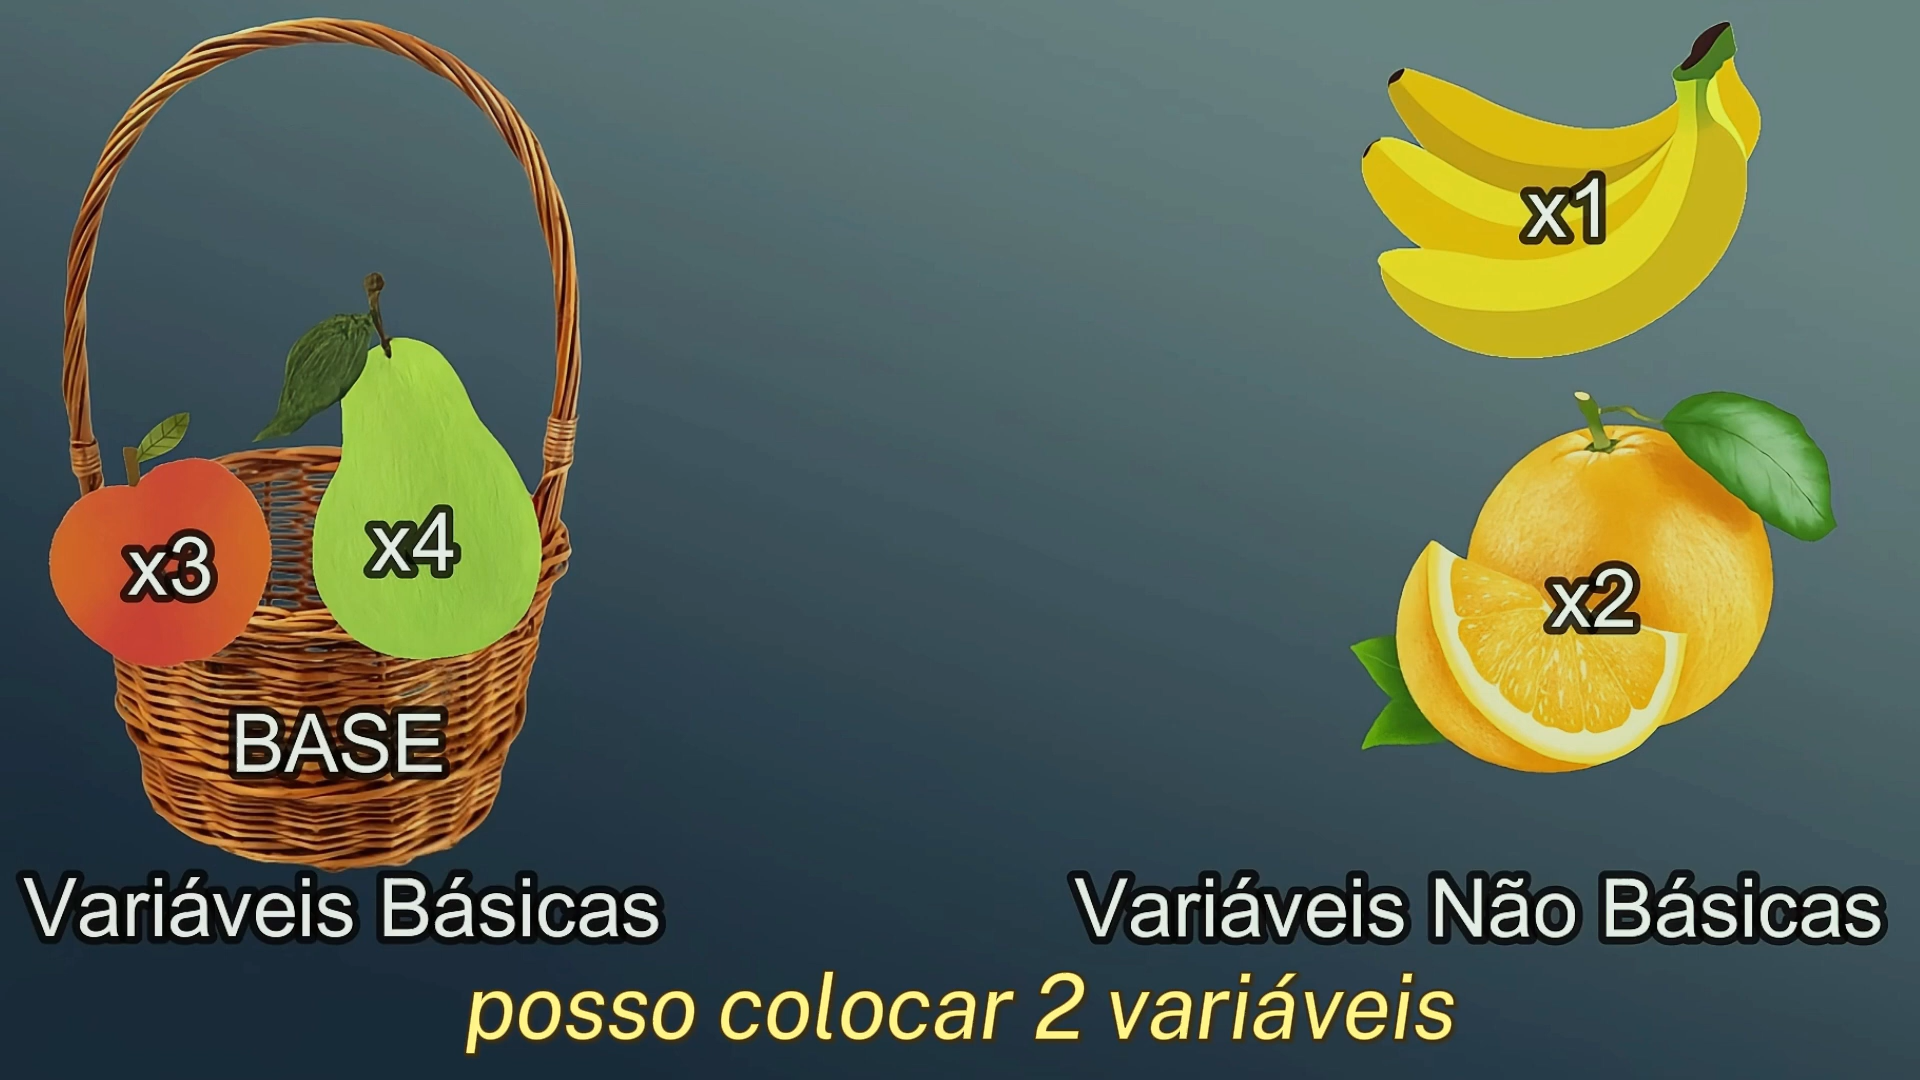 x1
x3
x4
x2
BASE
Variáveis Básicas
Variáveis Não Básicas
posso colocar 2 variáveis